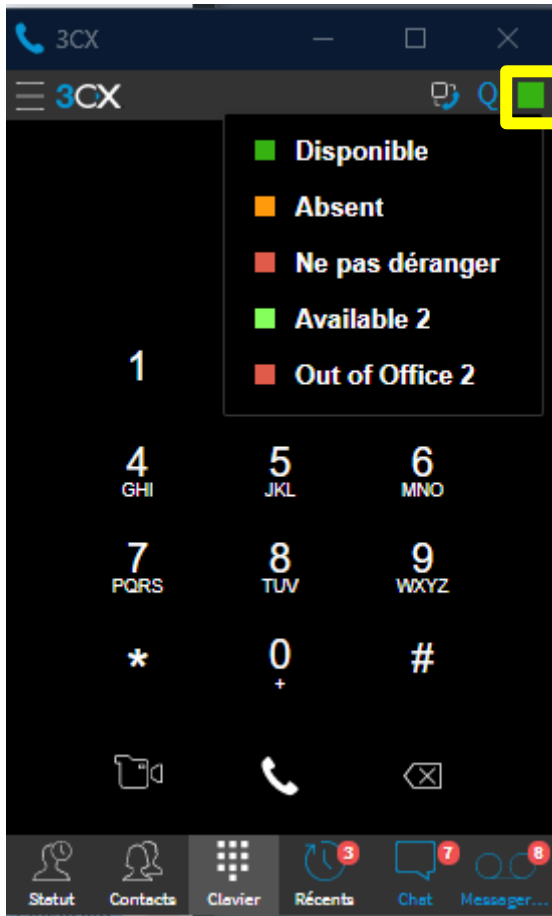 3CX
3CX
Q
Disponible
Absent
Ne pas déranger
Available 2
Out of Office 2
1
4 5 6
GHI JKL MNO
7 8 9
PQRS TUV WXYZ
* 0 #
+
3 7 8
Statut Contacts Clavier Récents Chat Messager...